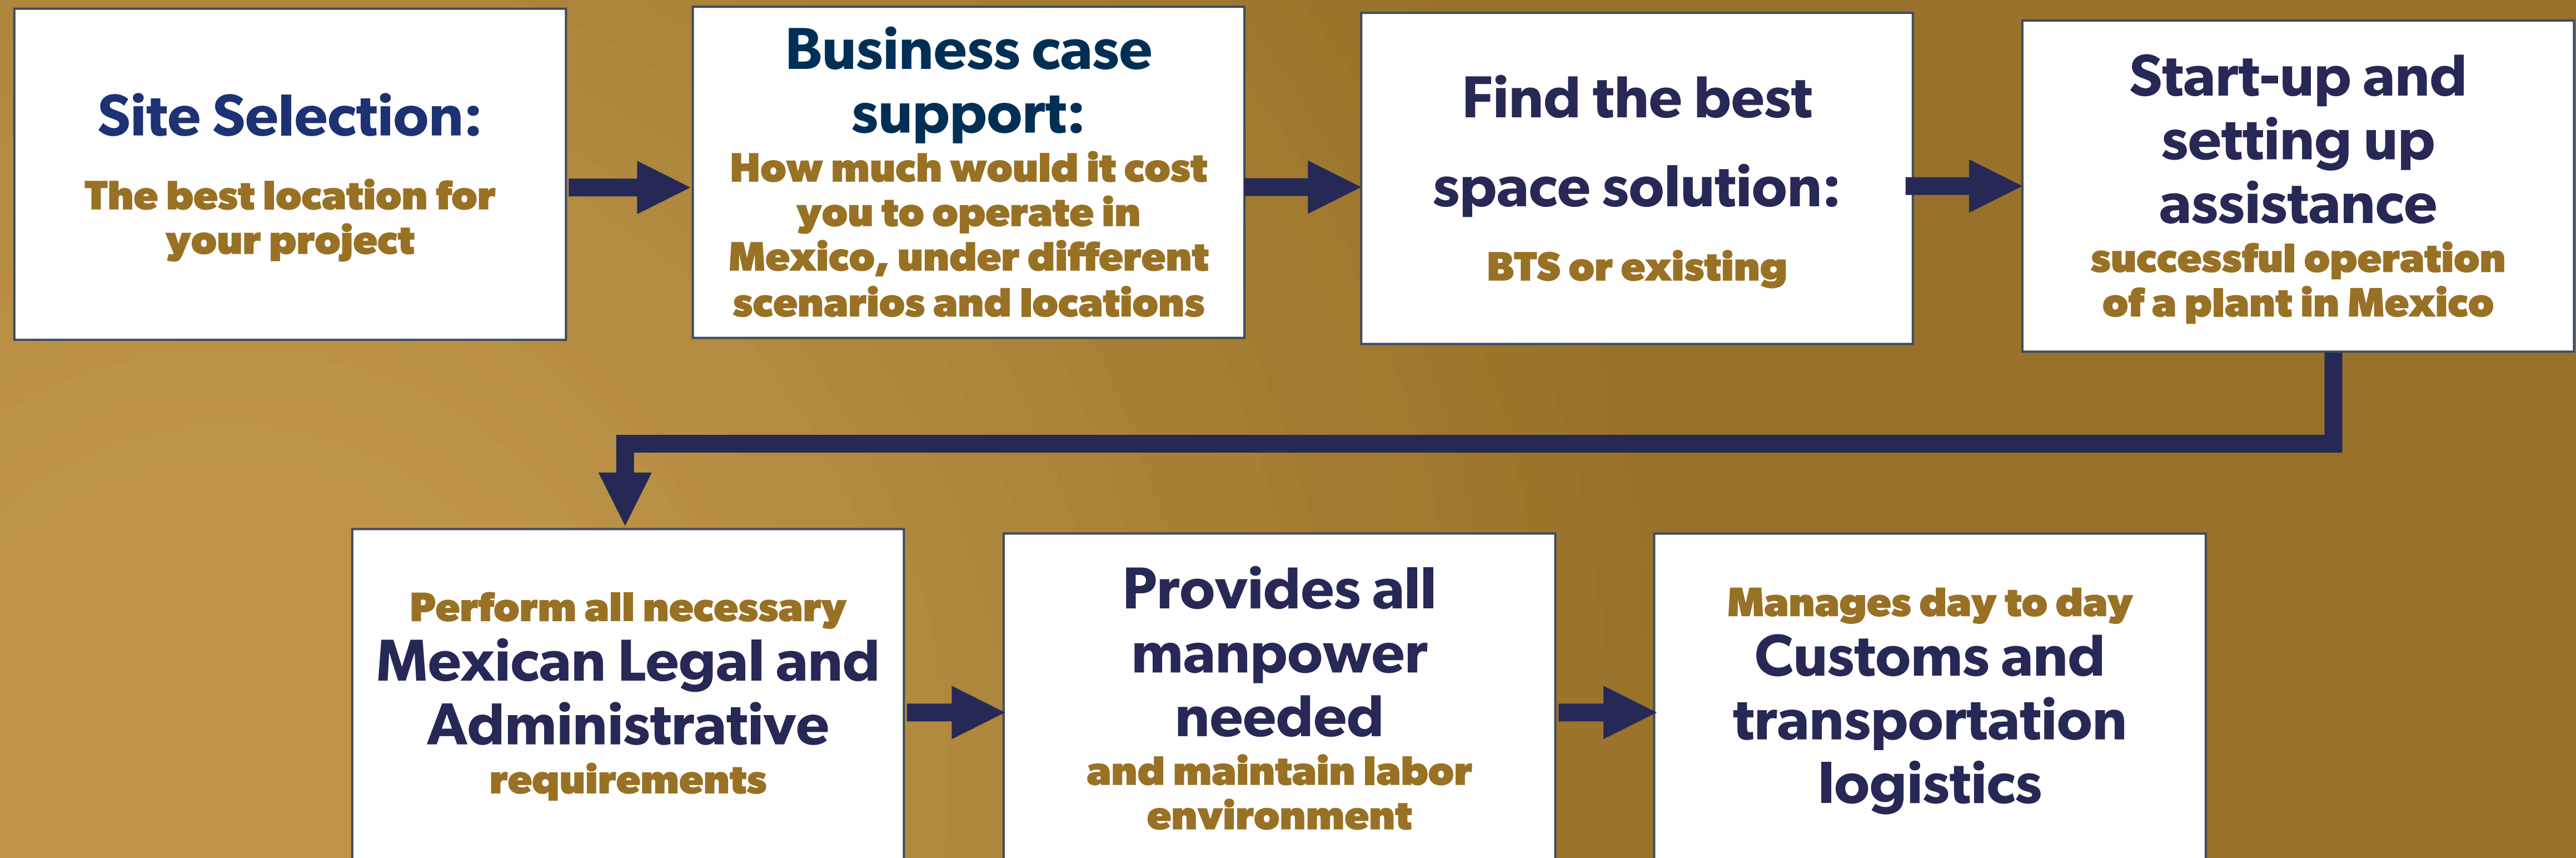 Site Selection:
The best location for
your project
Business case
support:
How much would it cost
you to operate in
Mexico, under different
scenarios and locations
Find the best
space solution:
BTS or existing
Start-up and
setting up
assistance
successful operation
of a plant in Mexico
Perform all necessary
Mexican Legal and
Administrative
requirements
Provides all
manpower
needed
and maintain labor
environment
Manages day to day
Customs and
transportation
logistics